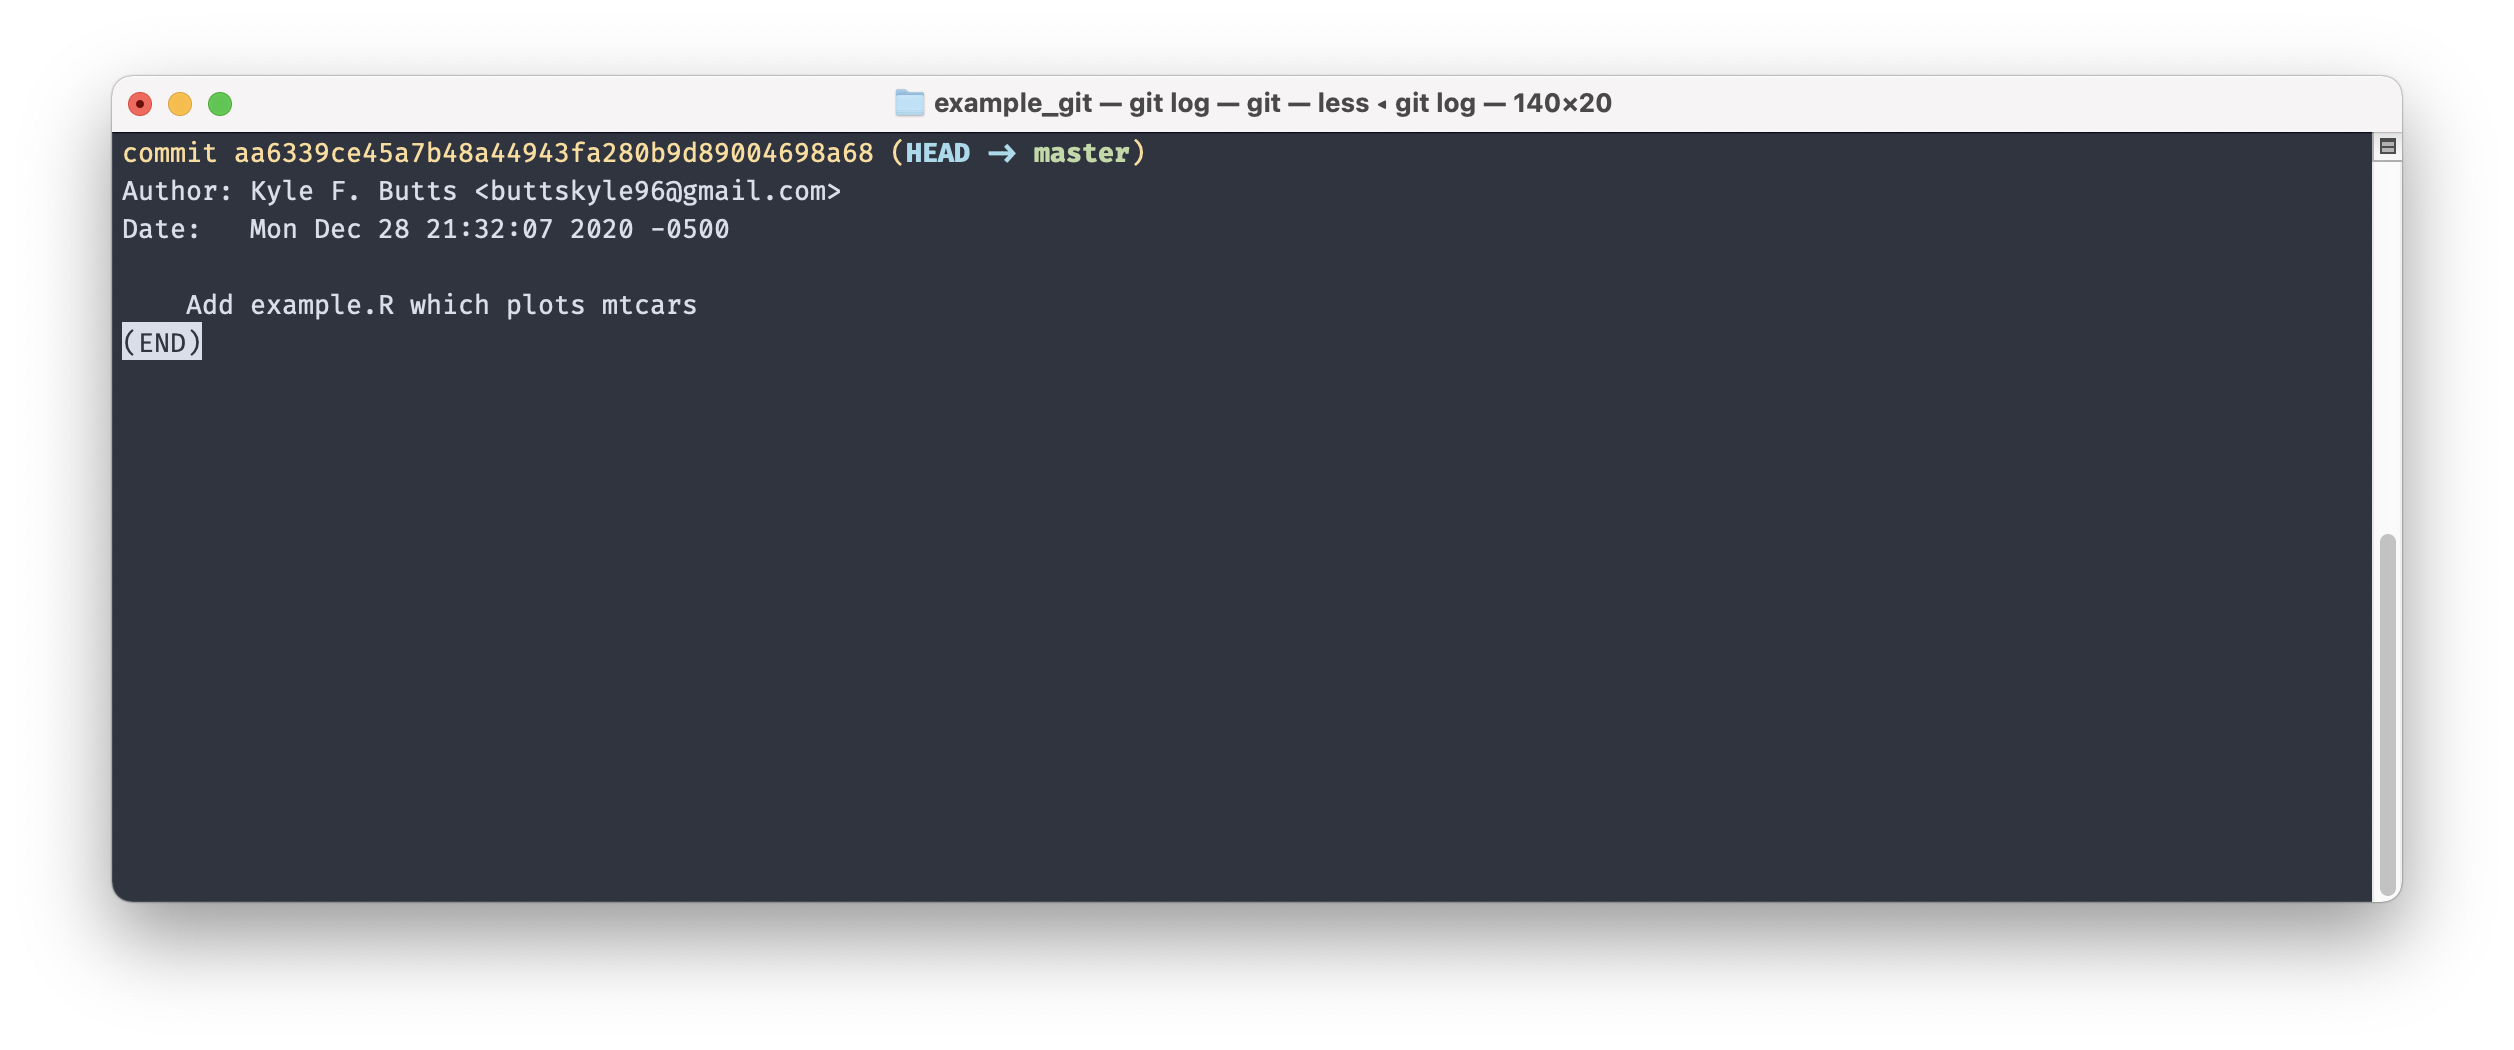 example_git — git log — git — less ◂ git log — 140×20
commit aa6339ce45a7b48a44943fa280b9d89004698a68 (HEAD -> master)
Author: Kyle F. Butts <buttskyle96@gmail.com>
Date:   Mon Dec 28 21:32:07 2020 -0500
    Add example.R which plots mtcars
(END)